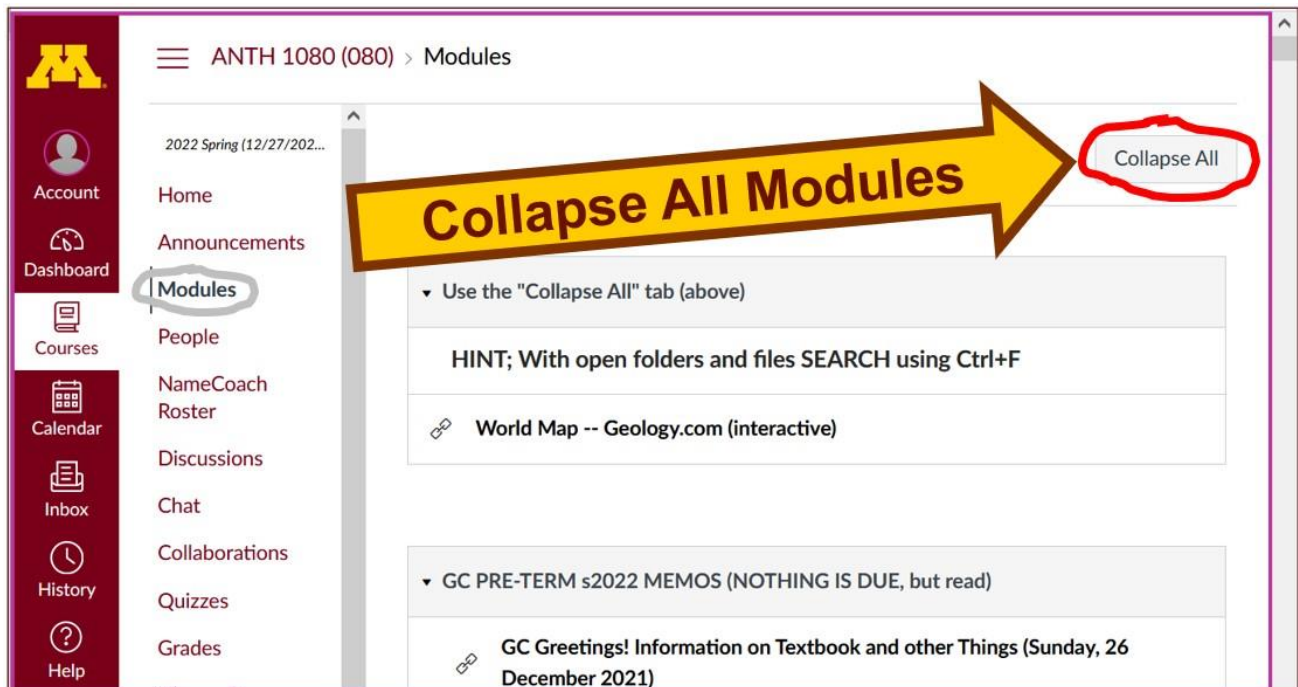 M
Account
Dashboard
Courses
Calendar
Inbox
History
Help
ANTH 1080 (080) > Modules
2022 Spring (12/27/202...
Home
Announcements
Modules
People
NameCoach
Roster
Discussions
Chat
Collaborations
Quizzes
Grades
Collapse All Modules
Collapse All
Use the "Collapse All" tab (above)
HINT; With open folders and files SEARCH using Ctrl+F
World Map -- Geology.com (interactive)
GC PRE-TERM s2022 MEMOS (NOTHING IS DUE, but read)
GC Greetings! Information on Textbook and other Things (Sunday, 26
December 2021)